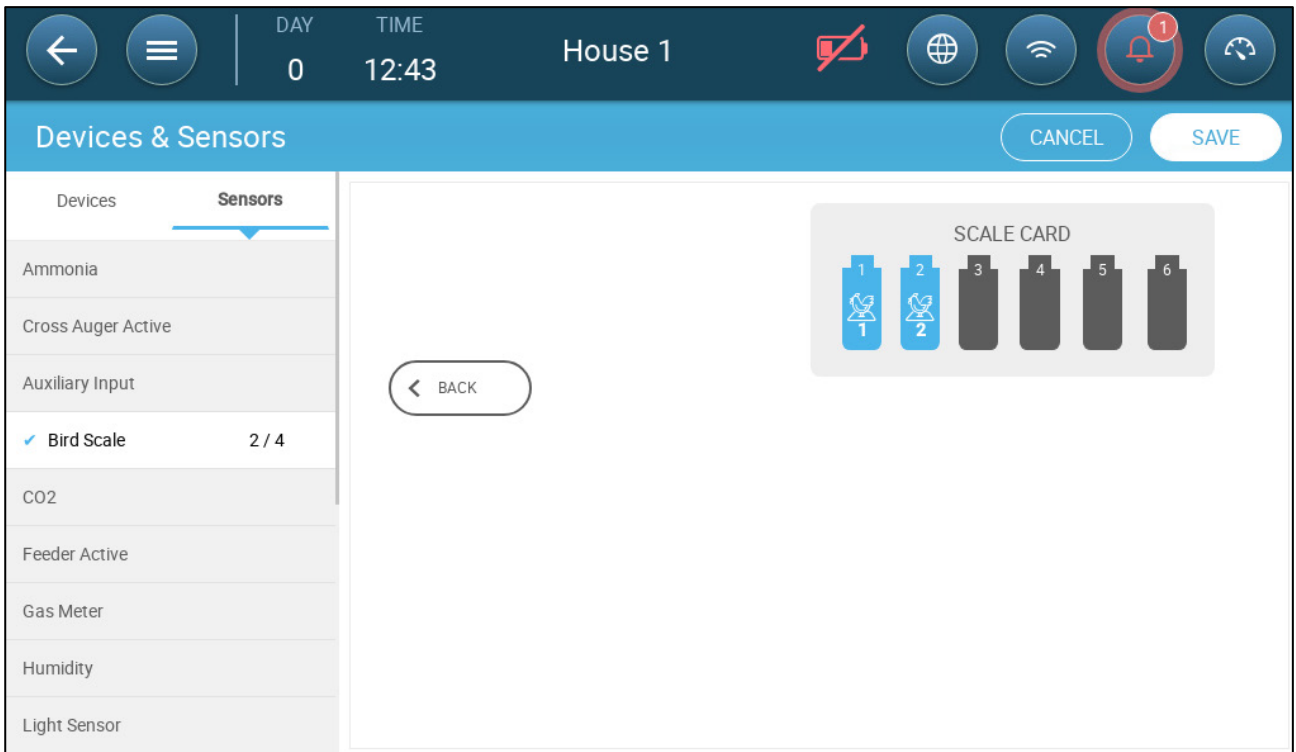 DAY TIME
0 12:43 House 1 1
Devices & Sensors CANCEL SAVE
Devices Sensors
SCALE CARD
1 2 3 4 5 6
1 2
Ammonia
Cross Auger Active
Auxiliary Input
BACK
Bird Scale 2 / 4
CO2
Feeder Active
Gas Meter
Humidity
Light Sensor